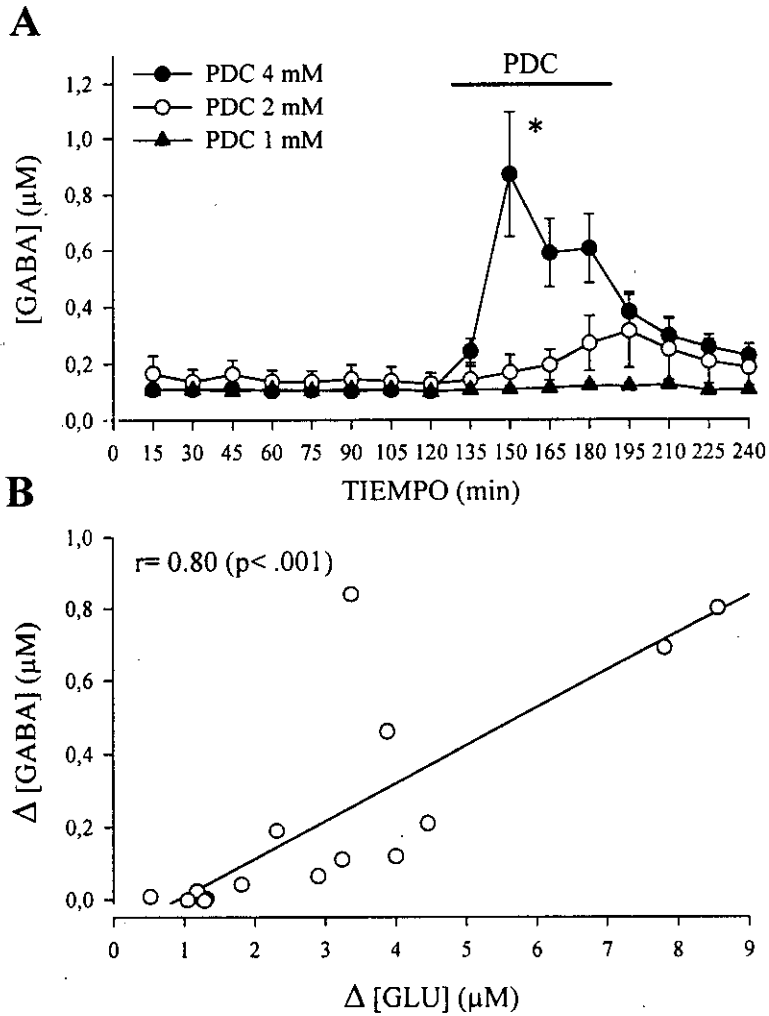 A
PDC 4 mM
PDC 2 mM
PDC 1 mM
PDC
*
[GABA] (µM)
1,2
1,0
0,8
0,6
0,4
0,2
0,0
0 15 30 45 60 75 90 105 120 135 150 165 180 195 210 225 240
TIEMPO (min)
B
r= 0.80 (p< .001)
Δ [GABA] (µM)
1,0
0,8
0,6
0,4
0,2
0,0
0 1 2 3 4 5 6 7 8 9
Δ [GLU] (µM)